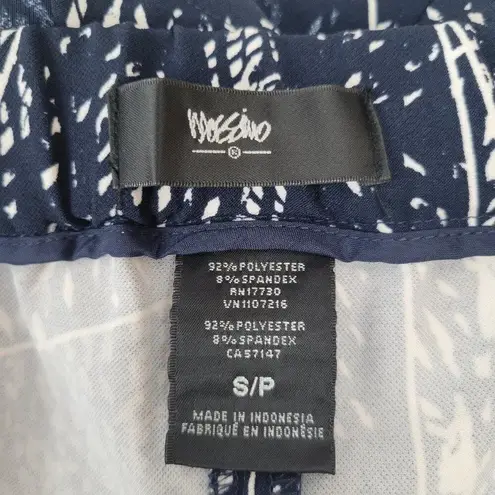 Mossimo
92% POLYESTER
8% SPANDEX
RN17730
VN1107216
92% POLYESTER
8% SPANDEX
CA57147
S/P
MADE IN INDONESIA
FABRIQUÉ EN INDONÉSIE